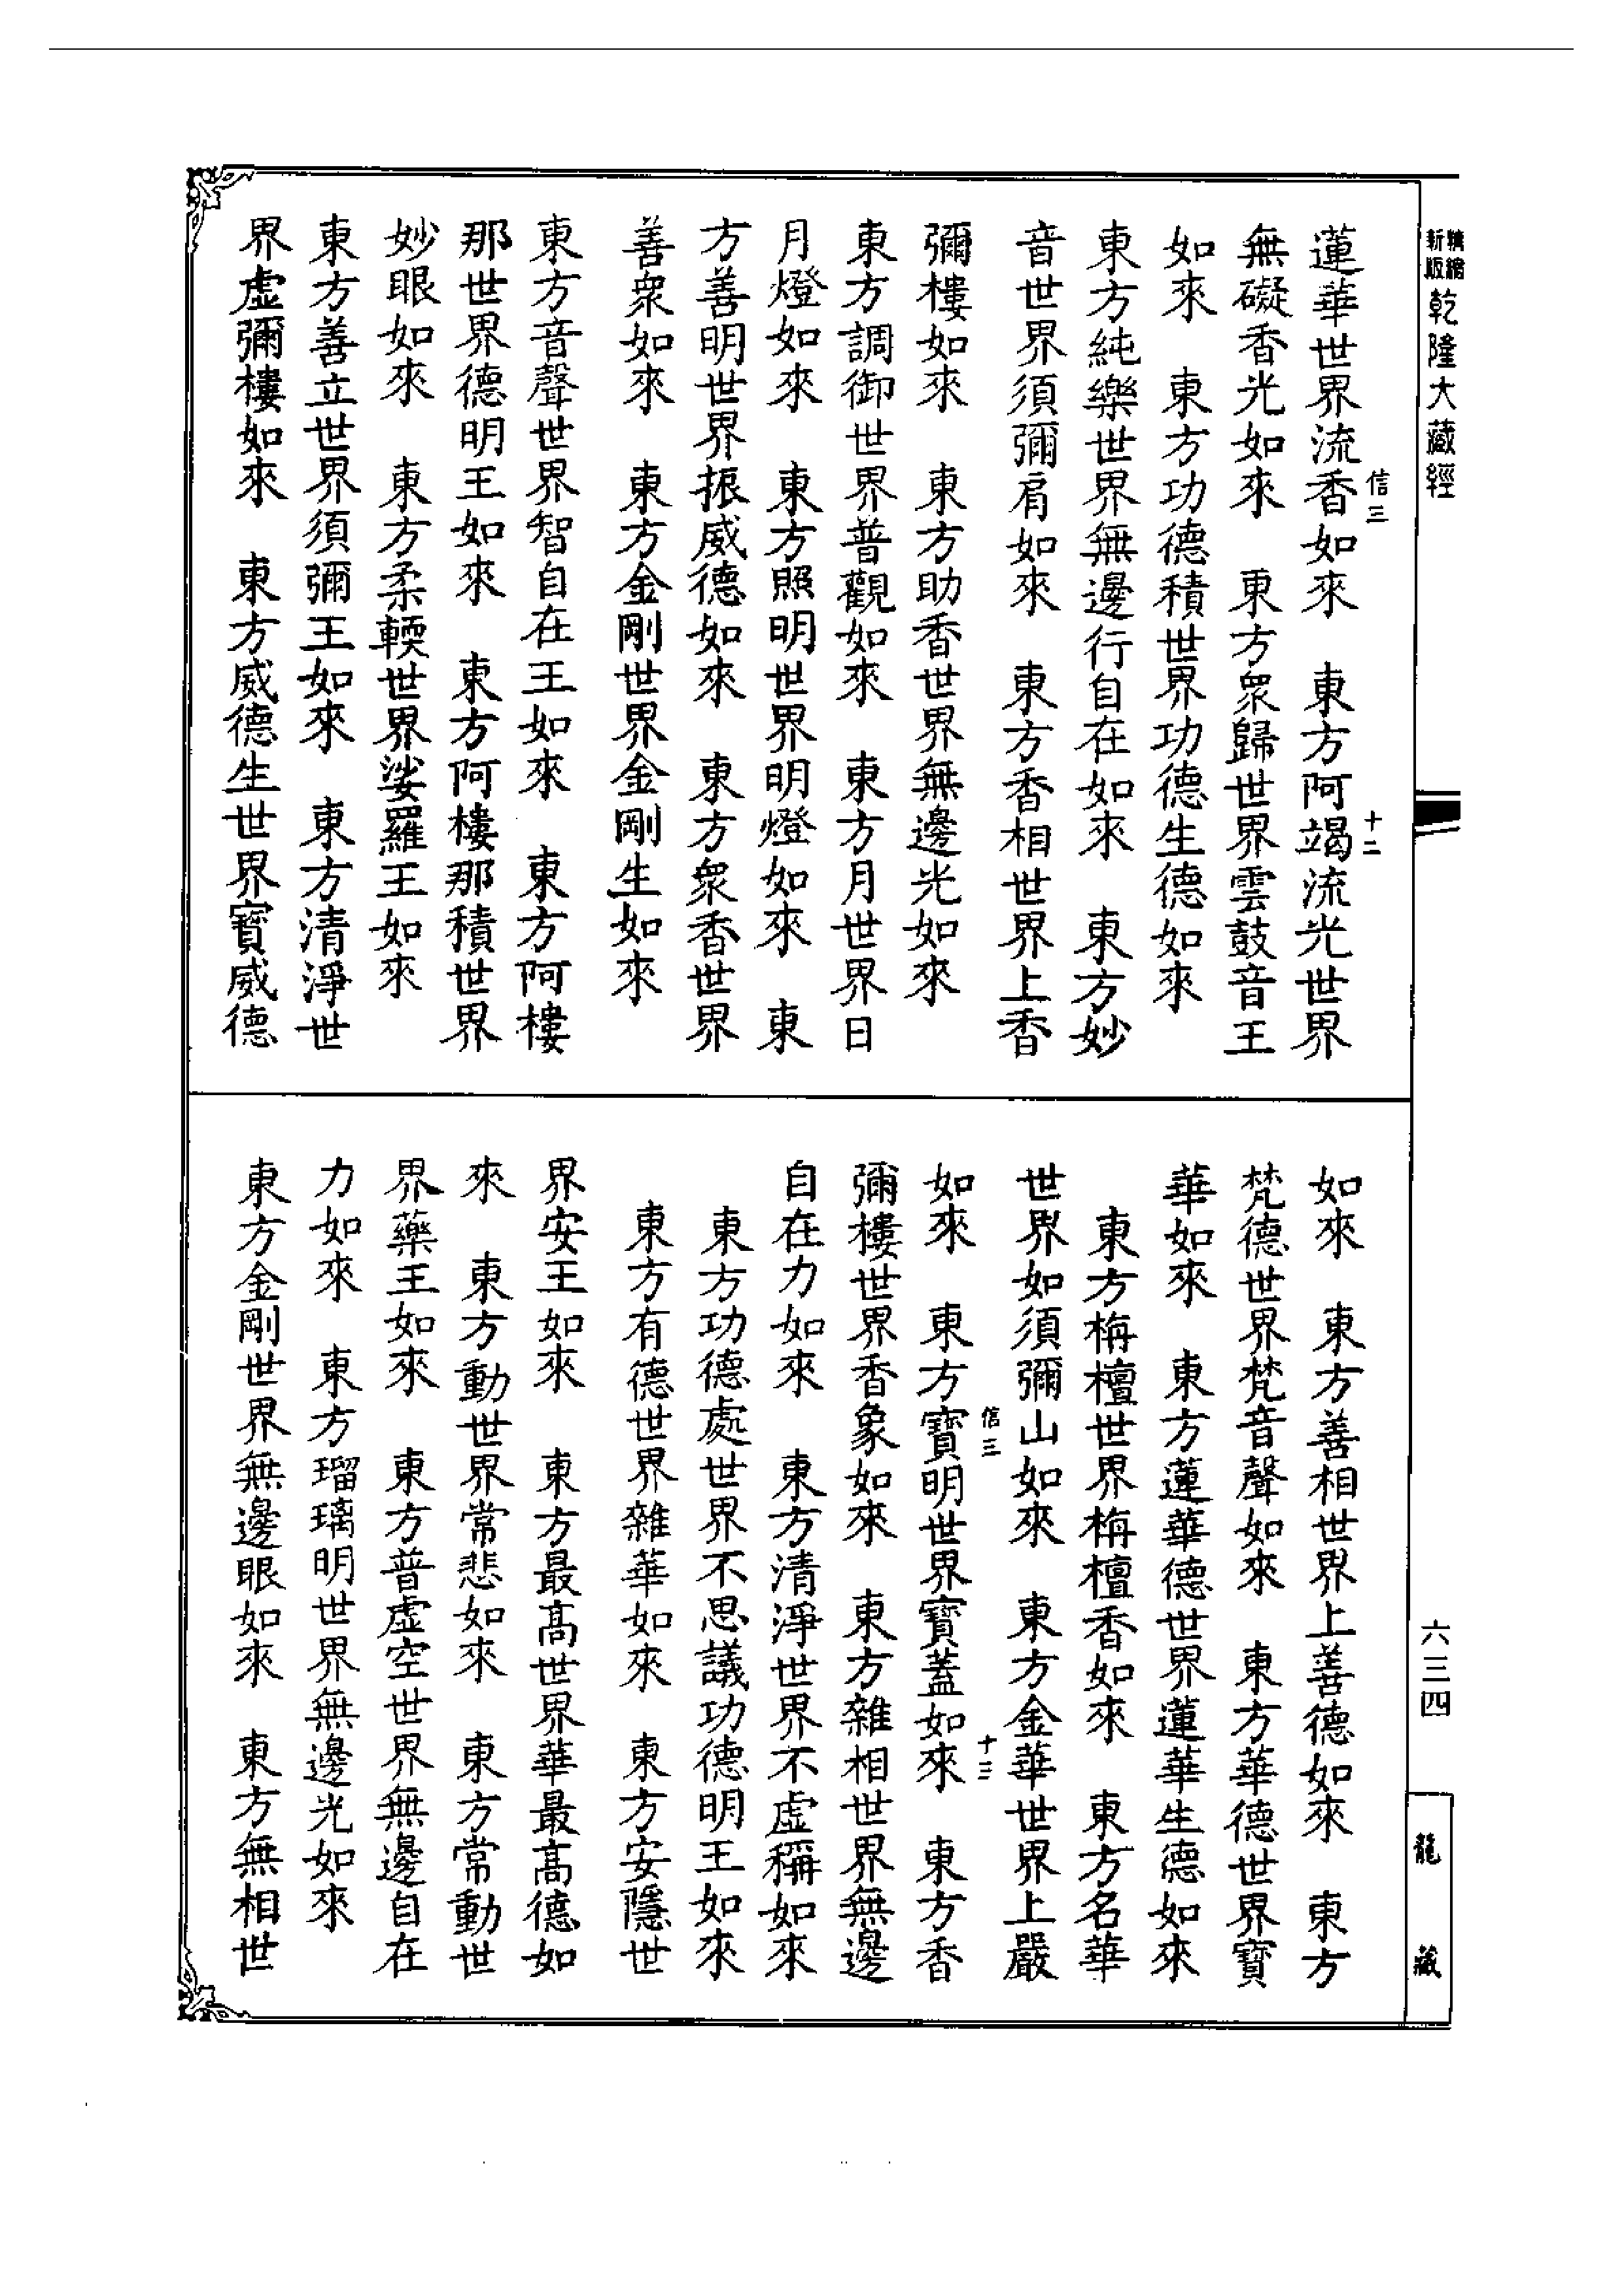 精繪
新版
乾隆大藏經
信三
十二
蓮華世界流香如來　東方阿竭流光世界
無礙香光如來　東方眾歸世界雲鼓音王
如來　東方功德積世界功德生德如來
東方純樂世界無邊行自在如來　東方妙
音世界須彌肩如來　東方香相世界上香
彌樓如來　東方助香世界無邊光如來
東方調御世界普觀如來　東方月世界日
月燈如來　東方照明世界明燈如來　東
方善明世界振威德如來　東方眾香世界
善眾如來　東方金剛世界金剛生如來
東方音聲世界智自在王如來　東方阿樓
那世界德明王如來　東方阿樓那積世界
妙眼如來　東方柔輭世界娑羅王如來
東方善立世界須彌王如來　東方清淨世
界虛彌樓如來　東方威德生世界寶威德
如來　東方善相世界上善德如來　東方
梵德世界梵音聲如來　東方華德世界寶
華如來　東方蓮華德世界蓮華生德如來
東方栴檀世界栴檀香如來　東方名華
世界如須彌山如來　東方金華世界上嚴
信三
十三
如來　東方寶明世界寶蓋如來　東方香
彌樓世界香象如來　東方雜相世界無邊
自在力如來　東方清淨世界不虛稱如來
東方功德處世界不思議功德明王如來
東方有德世界雜華如來　東方安隱世
界安王如來　東方最高世界華最高德如
來　東方動世界常悲如來　東方常動世
界藥王如來　東方普虛空世界無邊自在
力如來　東方瑠璃明世界無邊光如來
東方金剛世界無邊眼如來　東方無相世
六三四
龍藏